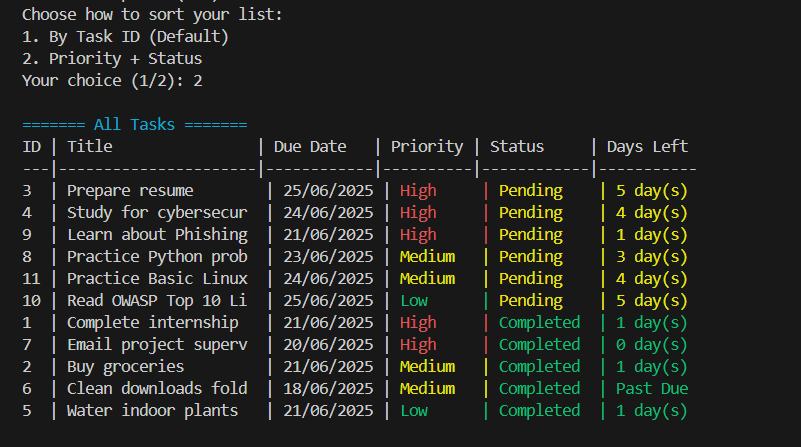 Choose how to sort your list:
1. By Task ID (Default)
2. Priority + Status
Your choice (1/2): 2
======= All Tasks =======
ID | Title                | Due Date   | Priority | Status     | Days Left
---|----------------------|------------|----------|------------|-----------
3  | Prepare resume        | 25/06/2025 | High     | Pending    | 5 day(s)
4  | Study for cybersecur  | 24/06/2025 | High     | Pending    | 4 day(s)
9  | Learn about Phishing  | 21/06/2025 | High     | Pending    | 1 day(s)
8  | Practice Python prob  | 23/06/2025 | Medium   | Pending    | 3 day(s)
11 | Practice Basic Linux  | 24/06/2025 | Medium   | Pending    | 4 day(s)
10 | Read OWASP Top 10 Li  | 25/06/2025 | Low      | Pending    | 5 day(s)
1  | Complete internship   | 21/06/2025 | High     | Completed  | 1 day(s)
7  | Email project superv  | 20/06/2025 | High     | Completed  | 0 day(s)
2  | Buy groceries         | 21/06/2025 | Medium   | Completed  | 1 day(s)
6  | Clean downloads fold  | 18/06/2025 | Medium   | Completed  | Past Due
5  | Water indoor plants   | 21/06/2025 | Low      | Completed  | 1 day(s)